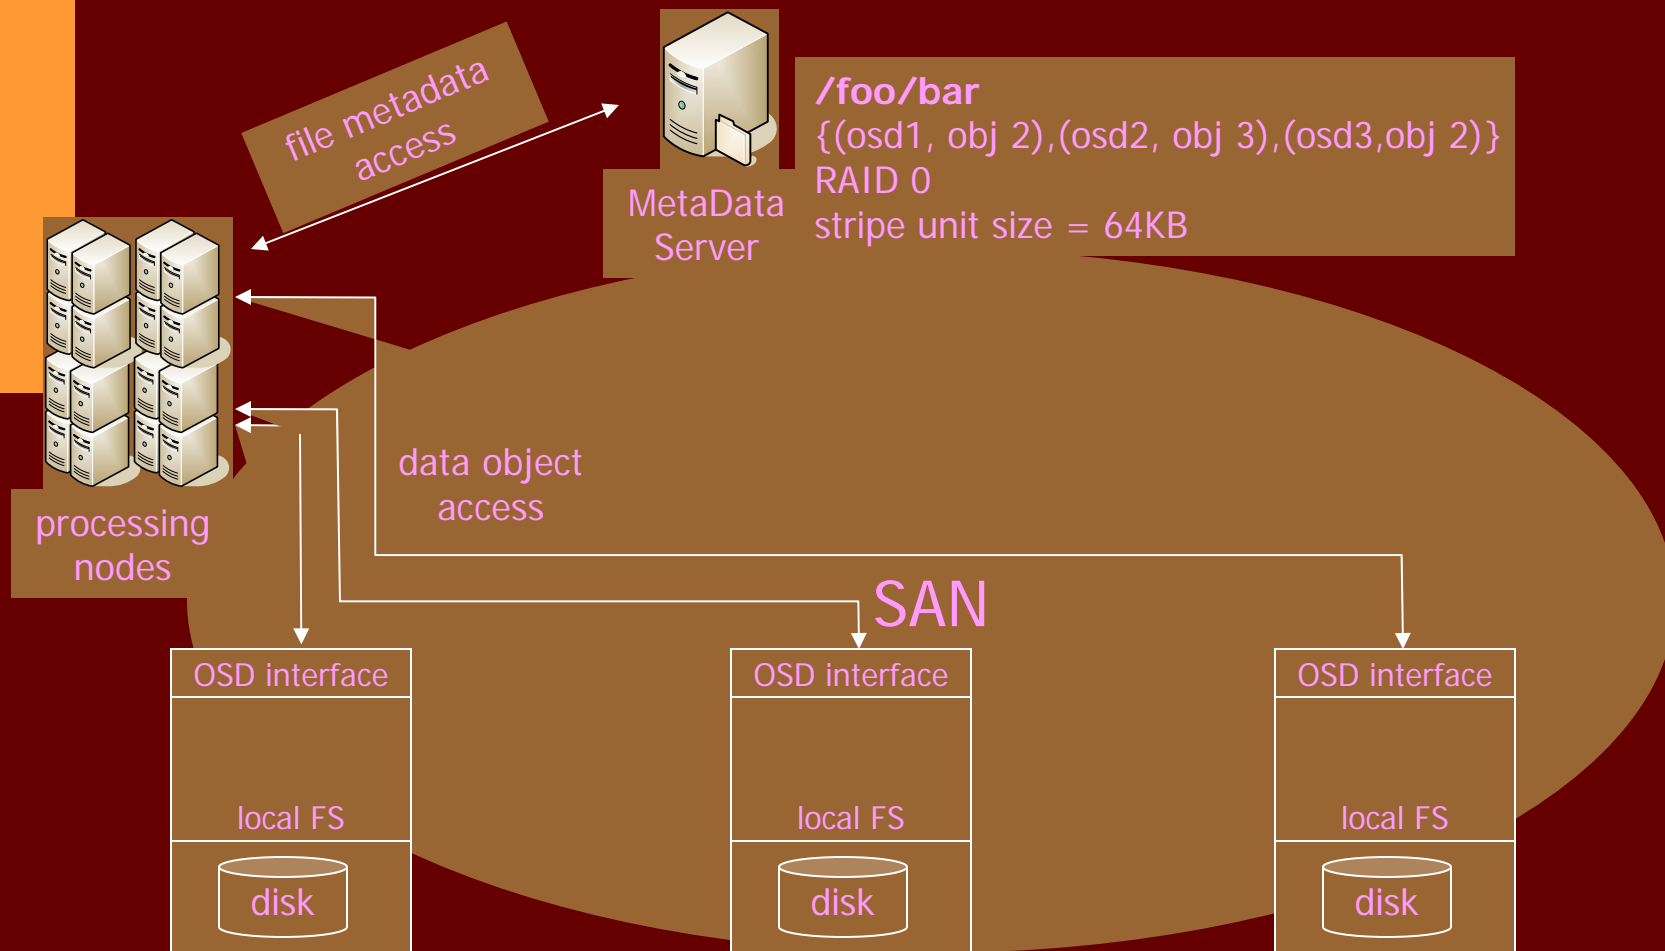 file metadata
access
/foo/bar
{(osd1, obj 2),(osd2, obj 3),(osd3,obj 2)}
RAID 0
stripe unit size = 64KB
MetaData
Server
data object
access
processing
nodes
SAN
OSD interface
OSD interface
OSD interface
local FS
local FS
local FS
disk
disk
disk